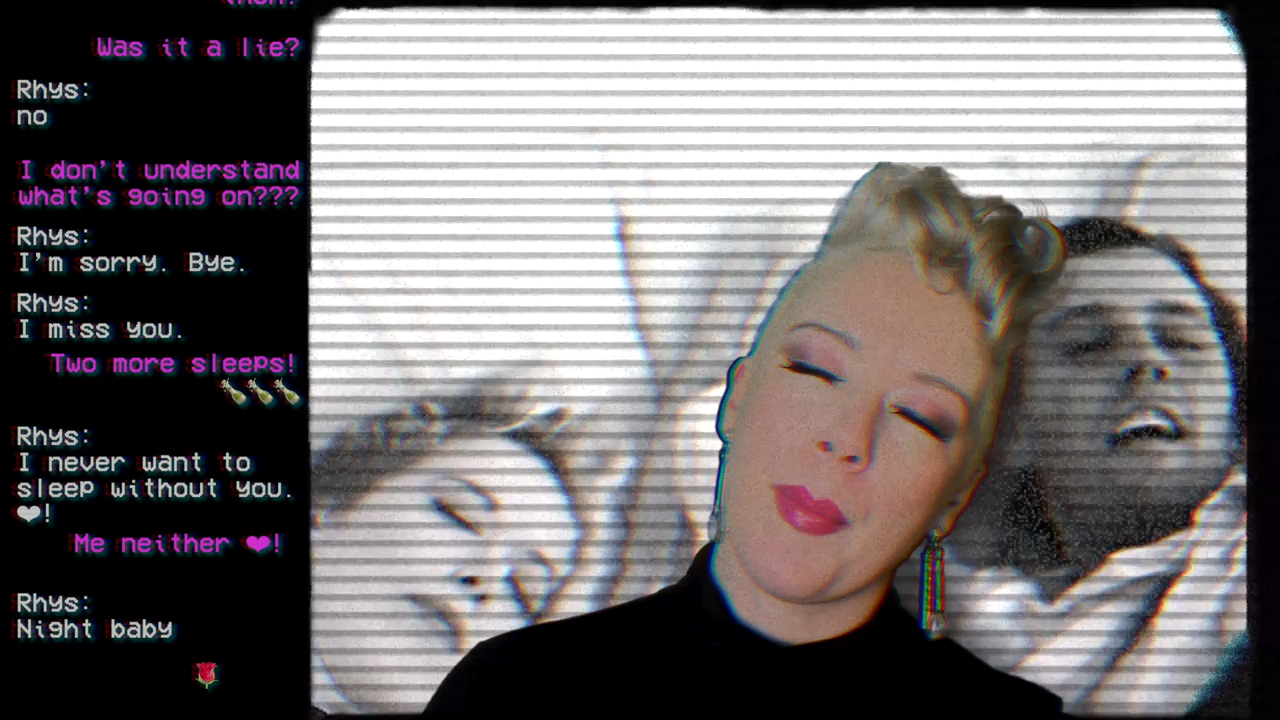 Was it a lie?
Rhys:
no
I don't understand
what's going on???
Rhys:
I'm sorry. Bye.
Rhys:
I miss you.
Two more sleeps!
🍾🍾🍾
Rhys:
I never want to
sleep without you.
❤!
Me neither ❤!
Rhys:
Night baby
🌹